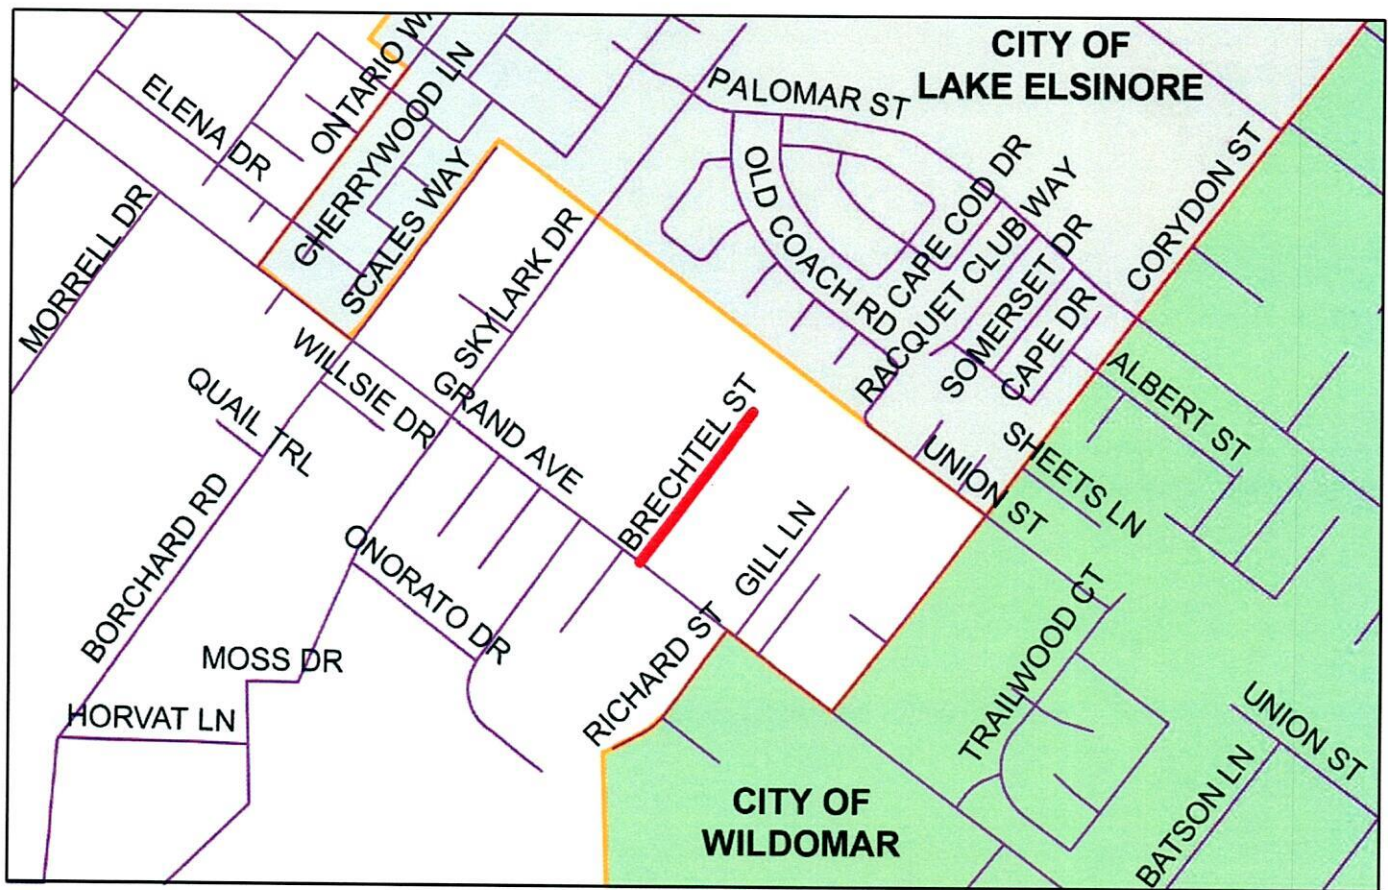 CITY OF
LAKE ELSINORE
ONTARIO WA
PALOMAR ST
ELENA DR
CHERRYWOOD LN
OLD COACH RD
CAPE COD DR
CORYDON ST
SCALES WAY
RACQUET CLUB WAY
MORRELL DR
SKYLARK DR
SOMERSET DR
CAPE DR
WILLSIE DR
QUAIL TRL
GRAND AVE
BRECHTEL ST
ALBERT ST
UNION ST
SHEETS LN
BORCHARD RD
ONORATO DR
GILL LN
MOSS DR
RICHARD ST
TRAILWOOD CT
HORVAT LN
UNION ST
BATSON LN
CITY OF
WILDOMAR